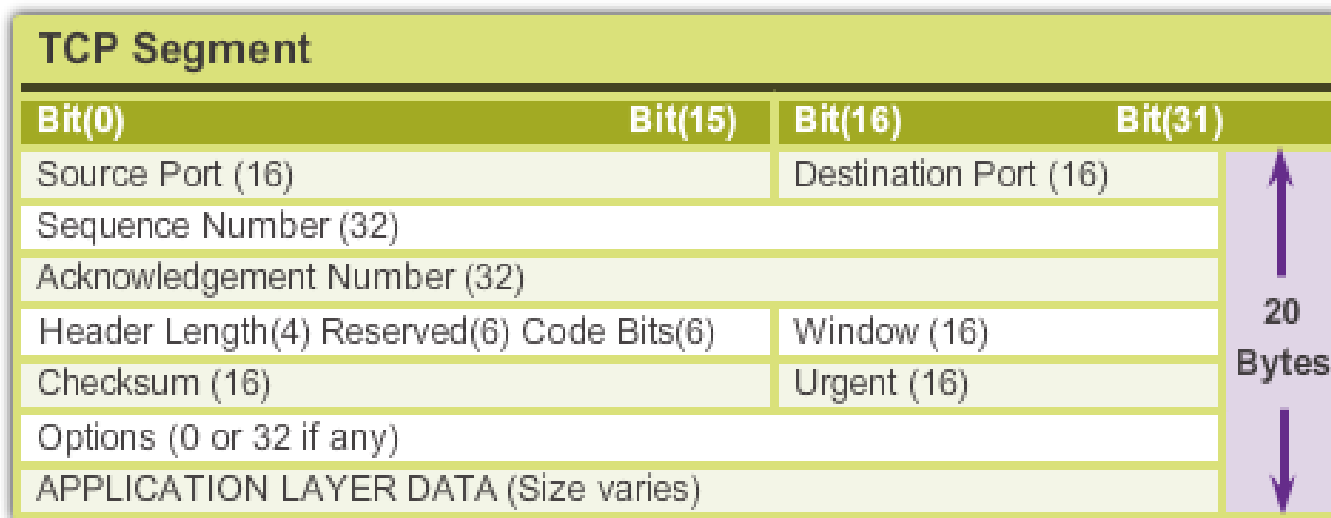 TCP Segment
Bit(0) Bit(15) Bit(16) Bit(31)
Source Port (16) Destination Port (16)
Sequence Number (32)
Acknowledgement Number (32)
Header Length(4) Reserved(6) Code Bits(6) Window (16)
Checksum (16) Urgent (16)
Options (0 or 32 if any)
APPLICATION LAYER DATA (Size varies)
20
Bytes